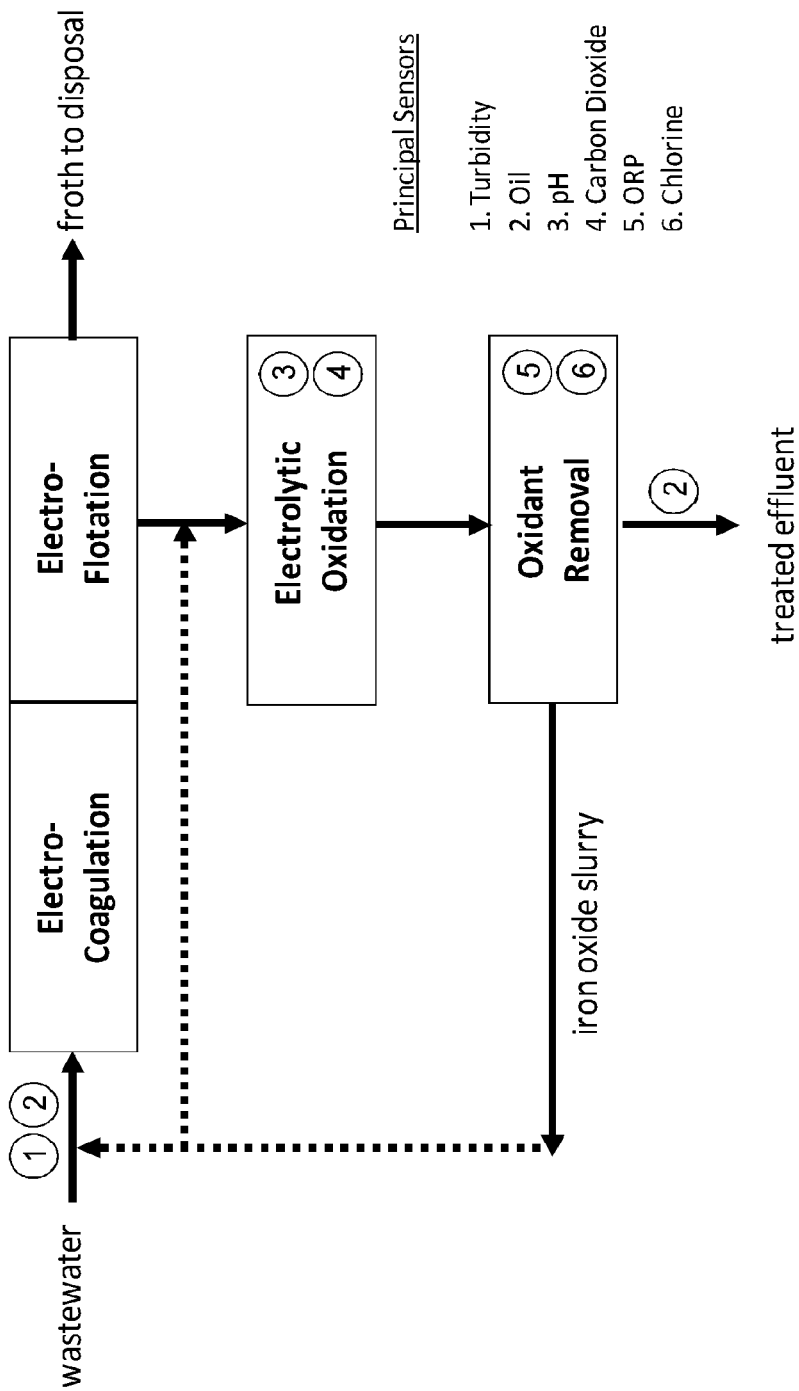 wastewater
1
2
Electro-
Coagulation
Electro-
Flotation
froth to disposal
Electrolytic
Oxidation
3
4
Oxidant
Removal
5
6
iron oxide slurry
2
treated effluent
Principal Sensors
1. Turbidity
2. Oil
3. pH
4. Carbon Dioxide
5. ORP
6. Chlorine